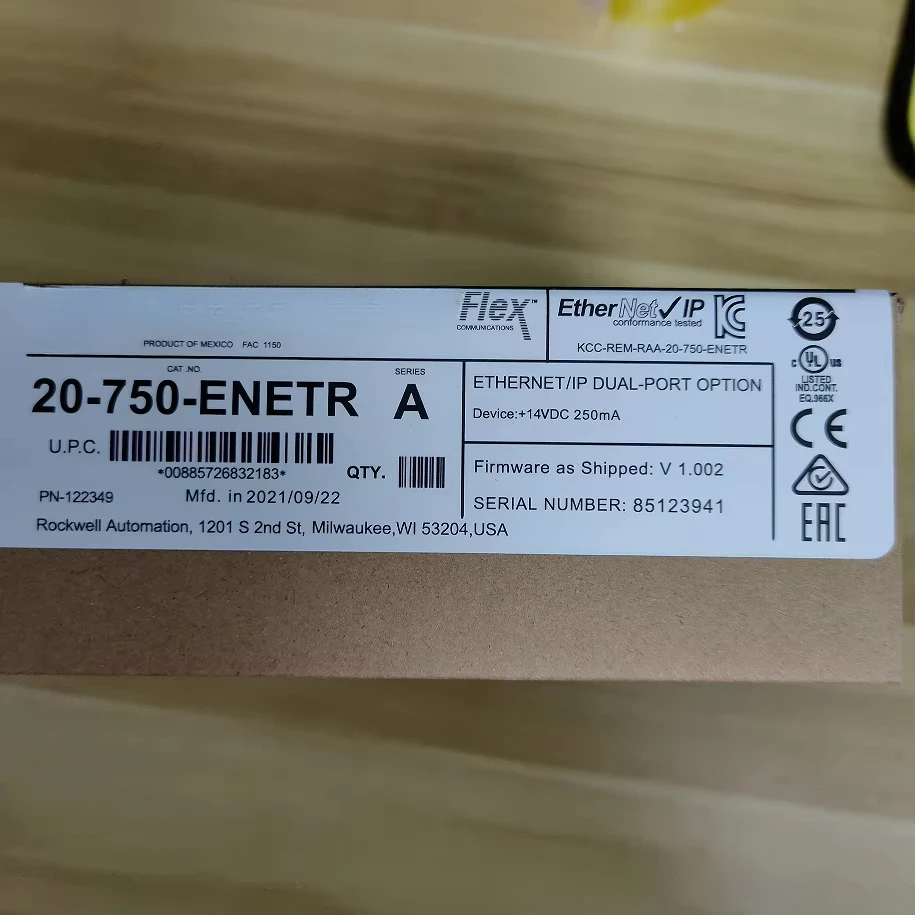 Flex™
COMMUNICATIONS
EtherNet/IP
conformance tested
PRODUCT OF MEXICO FAC 1150
KCC-REM-RAA-20-750-ENETR
25
CAT .NO.
SERIES
20-750-ENETR A
ETHERNET/IP DUAL-PORT OPTION
Device:+14VDC 250mA
U.P.C.
*00885726832183*
QTY.
Firmware as Shipped: V 1.002
PN-122349
Mfd. in 2021/09/22
SERIAL NUMBER: 85123941
Rockwell Automation, 1201 S 2nd St, Milwaukee,WI 53204,USA
C UL US
LISTED
IND.CONT.
EQ.966X
CE
EAC